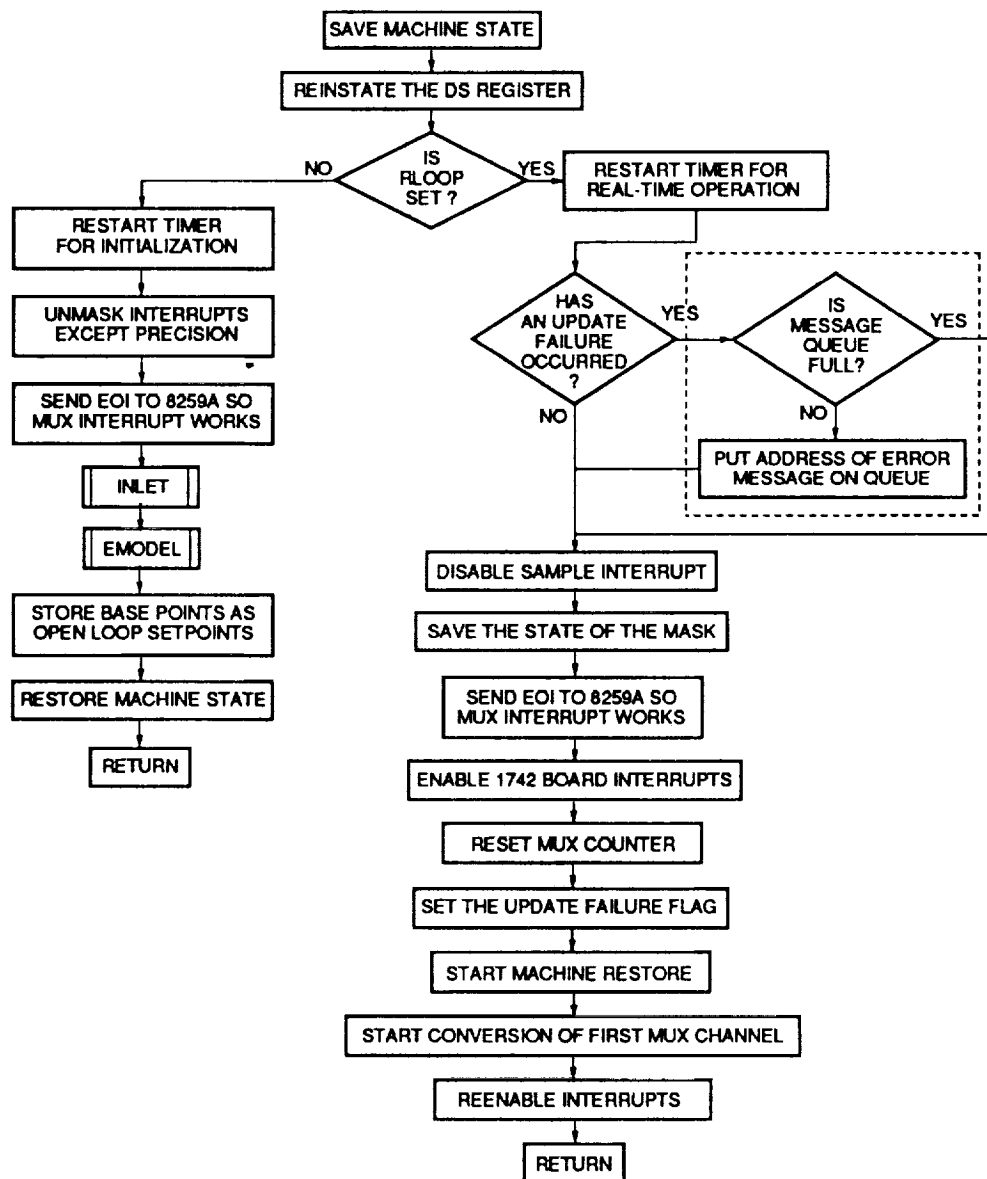 SAVE MACHINE STATE
REINSTATE THE DS REGISTER
IS
RLOOP
SET ?
NO
YES
RESTART TIMER FOR
REAL-TIME OPERATION
RESTART TIMER
FOR INITIALIZATION
UNMASK INTERRUPTS
EXCEPT PRECISION
SEND EOI TO 8259A SO
MUX INTERRUPT WORKS
INLET
EMODEL
STORE BASE POINTS AS
OPEN LOOP SETPOINTS
RESTORE MACHINE STATE
RETURN
HAS
AN UPDATE
FAILURE
OCCURRED
?
YES
NO
IS
MESSAGE
QUEUE
FULL?
YES
NO
PUT ADDRESS OF ERROR
MESSAGE ON QUEUE
DISABLE SAMPLE INTERRUPT
SAVE THE STATE OF THE MASK
SEND EOI TO 8259A SO
MUX INTERRUPT WORKS
ENABLE 1742 BOARD INTERRUPTS
RESET MUX COUNTER
SET THE UPDATE FAILURE FLAG
START MACHINE RESTORE
START CONVERSION OF FIRST MUX CHANNEL
REENABLE INTERRUPTS
RETURN